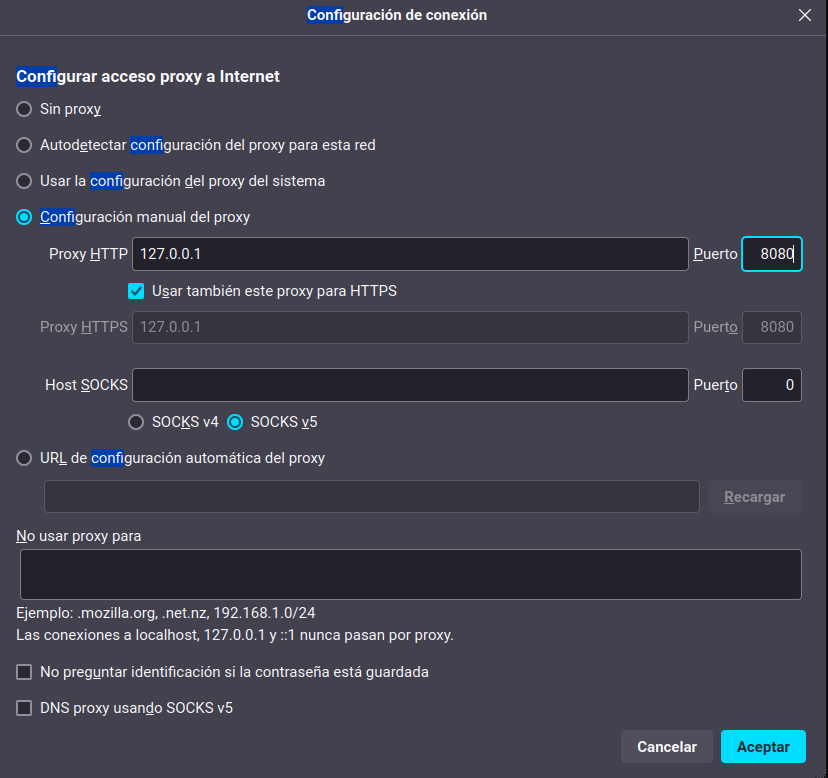 Configuración de conexión
Configurar acceso proxy a Internet
Sin proxy
Autodetectar configuración del proxy para esta red
Usar la configuración del proxy del sistema
Configuración manual del proxy
Proxy HTTP 127.0.0.1 Puerto 8080
Usar también este proxy para HTTPS
Proxy HTTPS 127.0.0.1 Puerto 8080
Host SOCKS Puerto 0
SOCKS v4 SOCKS v5
URL de configuración automática del proxy
Recargar
No usar proxy para
Ejemplo: .mozilla.org, .net.nz, 192.168.1.0/24
Las conexiones a localhost, 127.0.0.1 y ::1 nunca pasan por proxy.
No preguntar identificación si la contraseña está guardada
DNS proxy usando SOCKS v5
Cancelar Aceptar